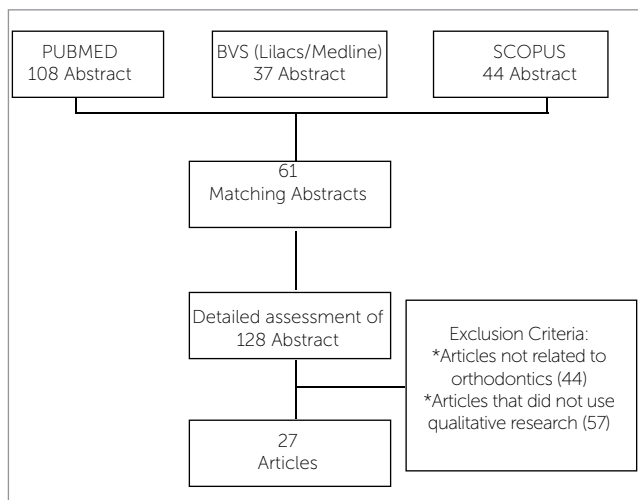 PUBMED
108 Abstract
BVS (Lilacs/Medline)
37 Abstract
SCOPUS
44 Abstract
61
Matching Abstracts
Detailed assessment of
128 Abstract
Exclusion Criteria:
*Articles not related to
orthodontics (44)
*Articles that did not use
qualitative research (57)
27
Articles